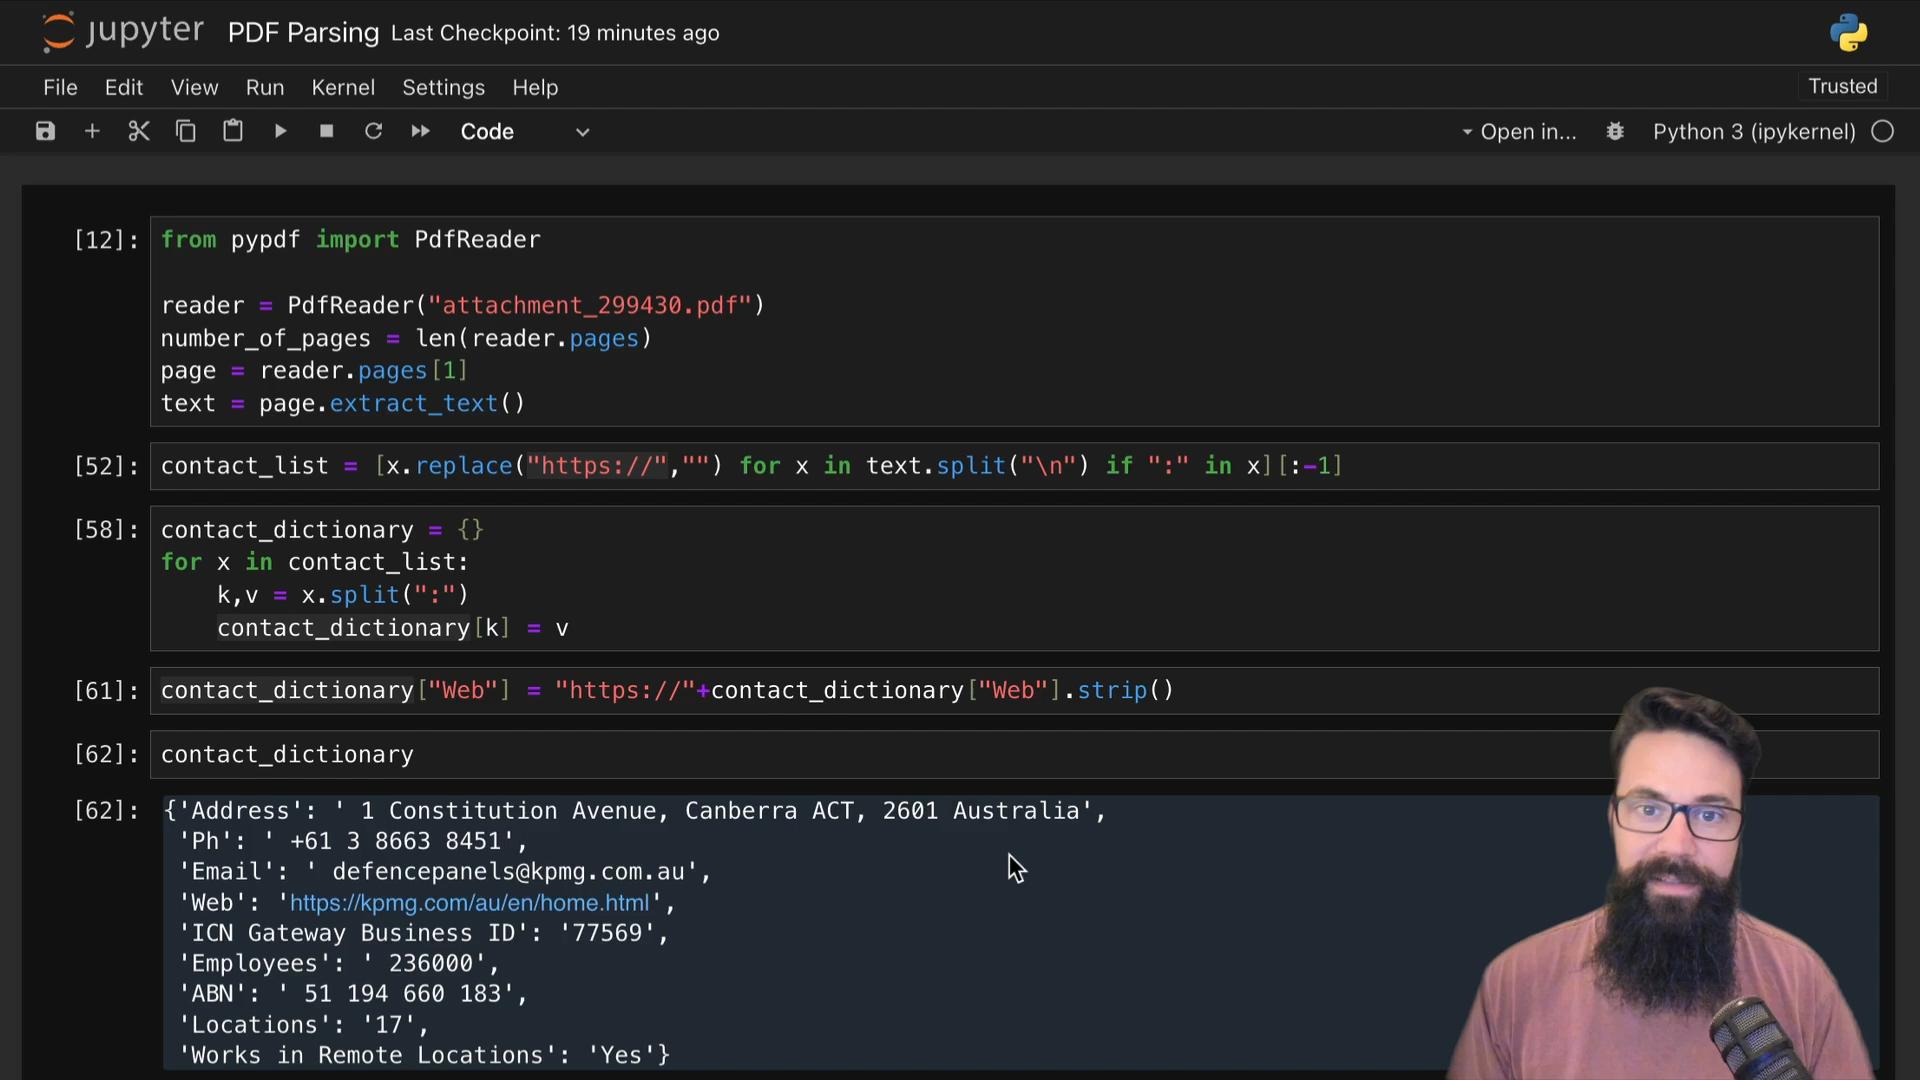 jupyter PDF Parsing Last Checkpoint: 19 minutes ago
File Edit View Run Kernel Settings Help Trusted
Code Open in... Python 3 (ipykernel)
[12]: from pypdf import PdfReader
reader = PdfReader("attachment_299430.pdf")
number_of_pages = len(reader.pages)
page = reader.pages[1]
text = page.extract_text()
[52]: contact_list = [x.replace("https://","") for x in text.split("\n") if ":" in x][:-1]
[58]: contact_dictionary = {}
for x in contact_list:
k,v = x.split(":")
contact_dictionary[k] = v
[61]: contact_dictionary["Web"] = "https://"+contact_dictionary["Web"].strip()
[62]: contact_dictionary
[62]: {'Address': ' 1 Constitution Avenue, Canberra ACT, 2601 Australia',
'Ph': ' +61 3 8663 8451',
'Email': ' defencepanels@kpmg.com.au',
'Web': 'https://kpmg.com/au/en/home.html',
'ICN Gateway Business ID': '77569',
'Employees': ' 236000',
'ABN': ' 51 194 660 183',
'Locations': '17',
'Works in Remote Locations': 'Yes'}